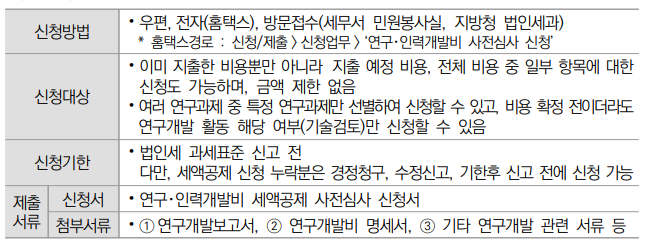 신청방법
• 우편, 전자(홈택스), 방문접수(세무서 민원봉사실, 지방청 법인세과)
* 홈택스경로 : 신청/제출 > 신청업무 > '연구·인력개발비 사전심사 신청'
신청대상
• 이미 지출한 비용뿐만 아니라 지출 예정 비용, 전체 비용 중 일부 항목에 대한
신청도 가능하며, 금액 제한 없음
• 여러 연구과제 중 특정 연구과제만 선별하여 신청할 수 있고, 비용 확정 전이더라도
연구개발 활동 해당 여부(기술검토)만 신청할 수 있음
신청기한
• 법인세 과세표준 신고 전
다만, 세액공제 신청 누락분은 경정청구, 수정신고, 기한후 신고 전에 신청 가능
제출
서류
신청서
• 연구·인력개발비 세액공제 사전심사 신청서
첨부서류
• ① 연구개발보고서, ② 연구개발비 명세서, ③ 기타 연구개발 관련 서류 등